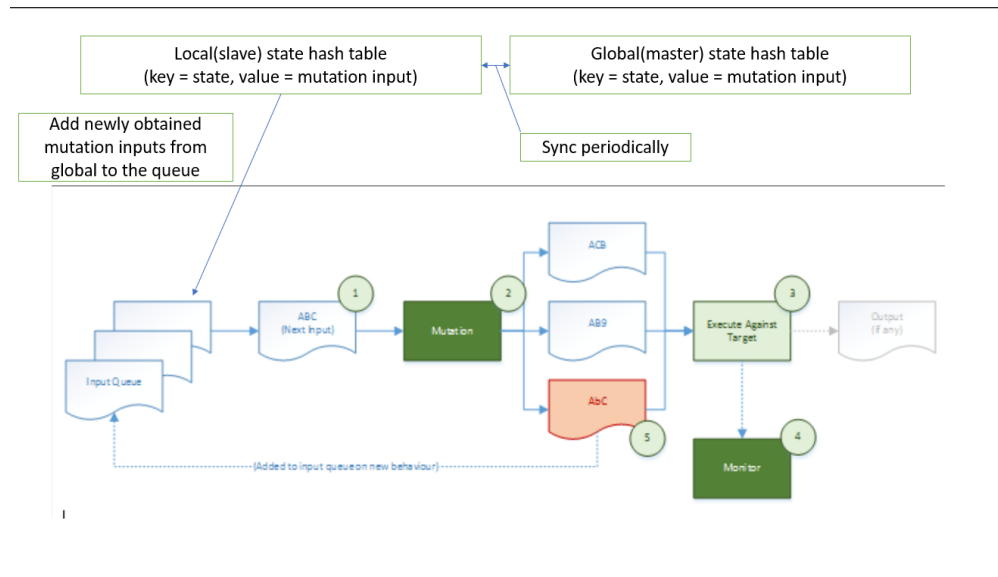 Local(slave) state hash table
(key = state, value = mutation input)
Global(master) state hash table
(key = state, value = mutation input)
Add newly obtained
mutation inputs from
global to the queue
Sync periodically
ACB
1
2
3
ABC
(Next Input)
Mutation
AB9
Execute Against
Target
Output
(if any)
Input Queue
AbC
5
4
Monitor
(Added to input queue on new behaviour)